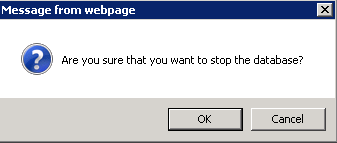 Message from webpage
Are you sure that you want to stop the database?
OK
Cancel